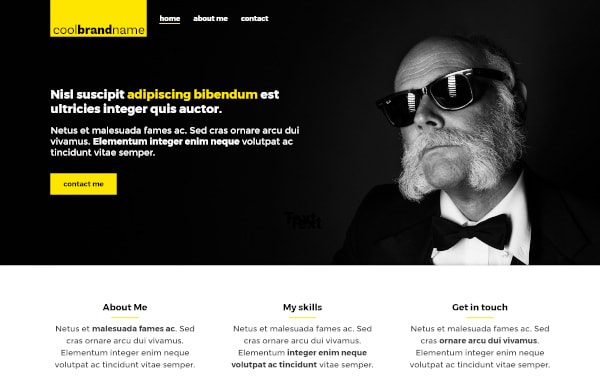 coolbrandname
home about me contact
Nisl suscipit adipiscing bibendum est
ultricies integer quis auctor.
Netus et malesuada fames ac. Sed cras ornare arcu dui
vivamus. Elementum integer enim neque volutpat ac
tincidunt vitae semper.
contact me
Text
About Me
Netus et malesuada fames ac. Sed
cras ornare arcu dui vivamus.
Elementum integer enim neque
volutpat ac tincidunt vitae semper.
My skills
Netus et malesuada fames ac. Sed
cras ornare arcu dui vivamus.
Elementum integer enim neque
volutpat ac tincidunt vitae semper.
Get in touch
Netus et malesuada fames ac. Sed
cras ornare arcu dui vivamus.
Elementum integer enim neque
volutpat ac tincidunt vitae semper.